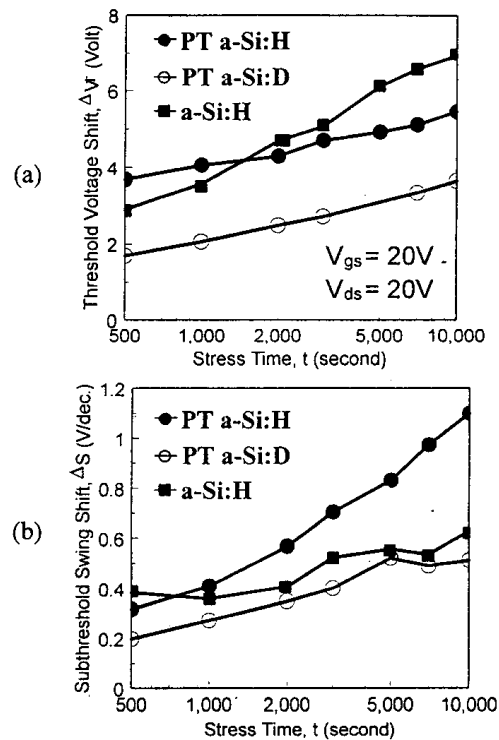 (a)
Threshold Voltage Shift, ΔVT (Volt)
8
6
4
2
0
PT a-Si:H
PT a-Si:D
a-Si:H
Vgs = 20V
Vds = 20V
500 1,000 2,000 5,000 10,000
Stress Time, t (second)
(b)
Subthreshold Swing Shift, ΔS (V/dec.)
1.2
1
0.8
0.6
0.4
0.2
0
PT a-Si:H
PT a-Si:D
a-Si:H
500 1,000 2,000 5,000 10,000
Stress Time, t (second)